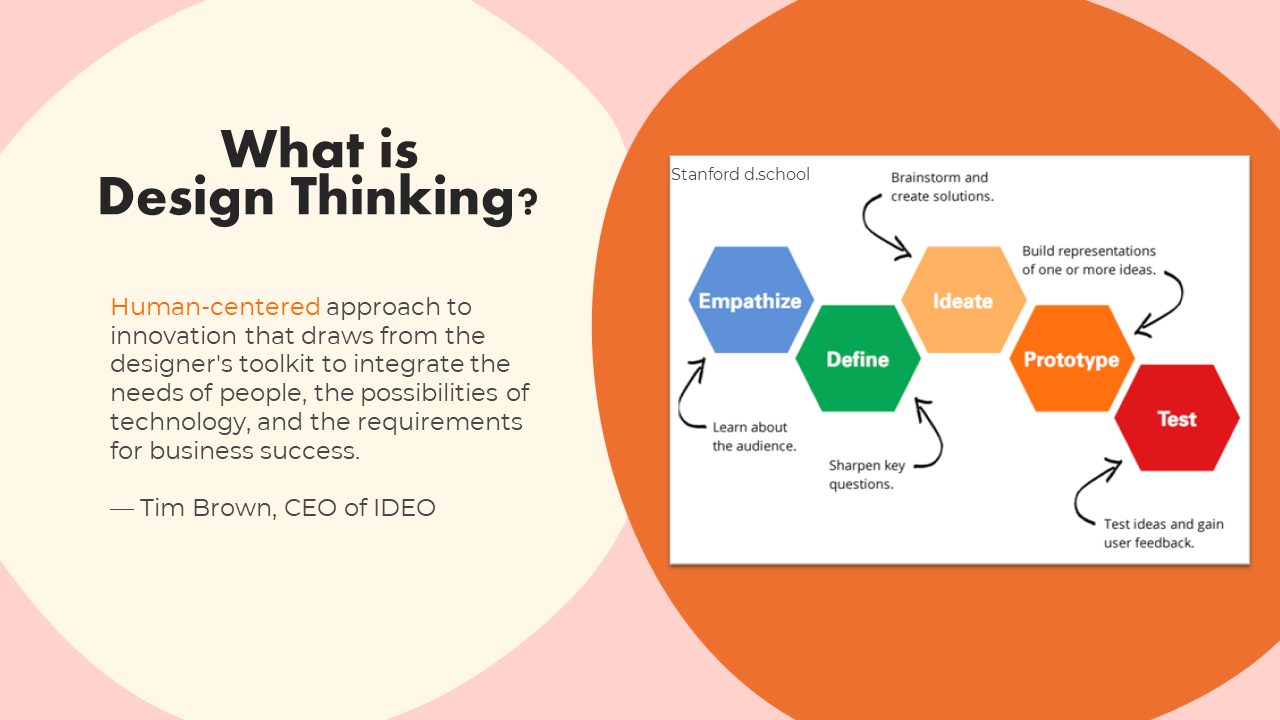 What is
Design Thinking?
Human-centered approach to
innovation that draws from the
designer's toolkit to integrate the
needs of people, the possibilities of
technology, and the requirements
for business success.
— Tim Brown, CEO of IDEO
Stanford d.school
Brainstorm and
create solutions.
Build representations
of one or more ideas.
Empathize
Ideate
Define
Prototype
Test
Learn about
the audience.
Sharpen key
questions.
Test ideas and gain
user feedback.